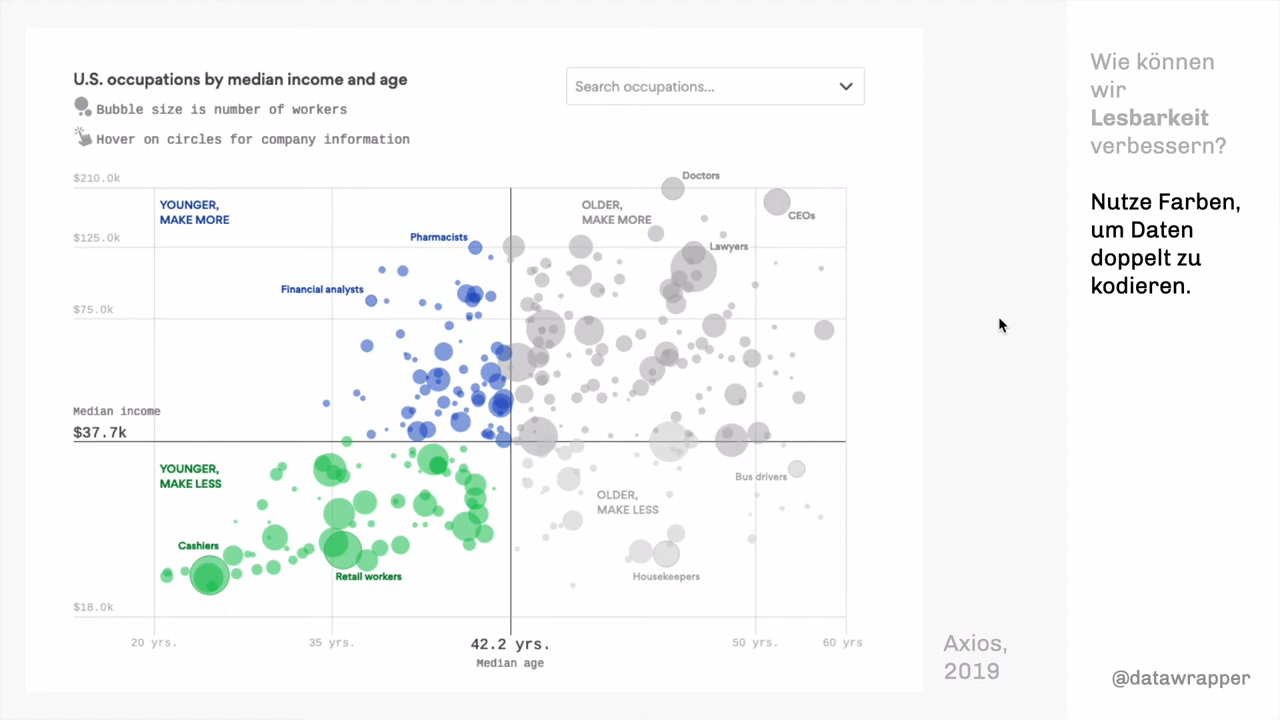 U.S. occupations by median income and age
Bubble size is number of workers
Hover on circles for company information
Search occupations...
$210.0k
$125.0k
$75.0k
Median income
$37.7k
$18.0k
YOUNGER,
MAKE MORE
OLDER,
MAKE MORE
Doctors
CEOs
Pharmacists
Lawyers
Financial analysts
YOUNGER,
MAKE LESS
OLDER,
MAKE LESS
Bus drivers
Cashiers
Retail workers
Housekeepers
20 yrs.
35 yrs.
42.2 yrs.
Median age
50 yrs.
60 yrs
Wie können
wir
Lesbarkeit
verbessern?
Nutze Farben,
um Daten
doppelt zu
kodieren.
Axios,
2019
@datawrapper